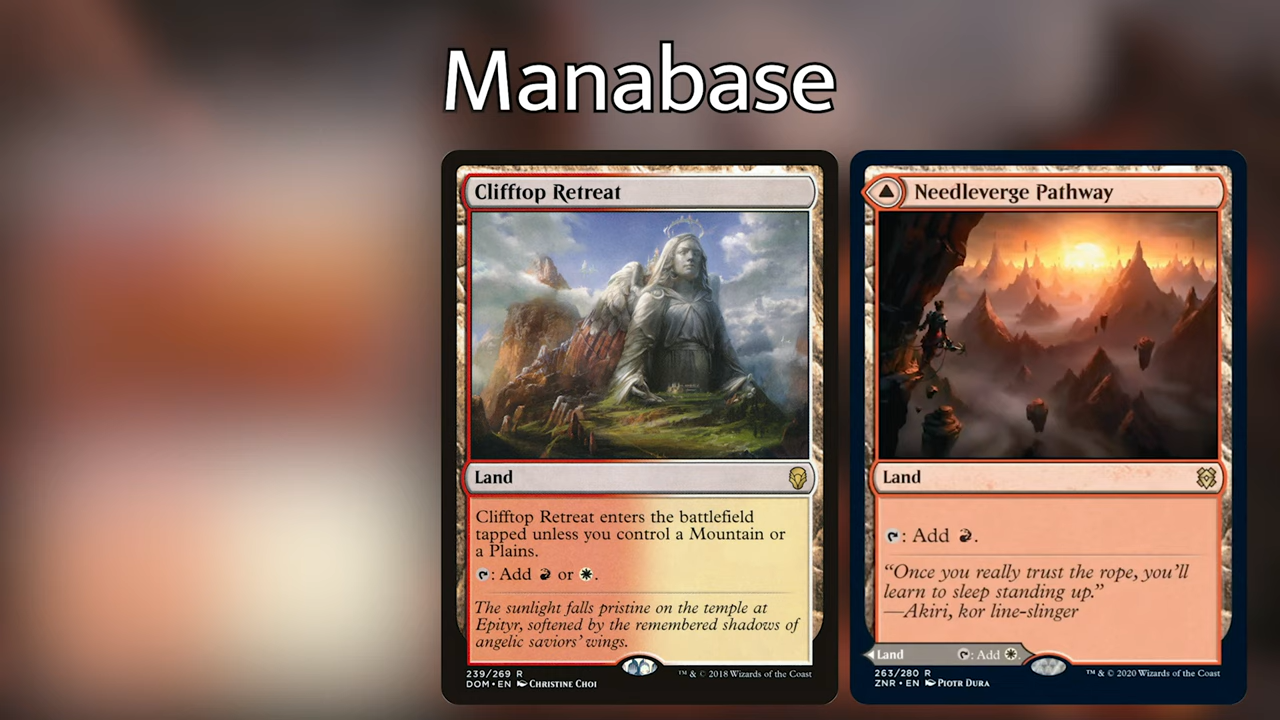 Manabase
Clifftop Retreat
Land
Clifftop Retreat enters the battlefield
tapped unless you control a Mountain or
a Plains.
: Add or .
The sunlight falls pristine on the temple at
Epityr, softened by the remembered shadows of
angelic saviors' wings.
239/269 R
DOM • EN CHRISTINE CHOI
™ & © 2018 Wizards of the Coast
Needleverge Pathway
Land
: Add .
“Once you really trust the rope, you’ll
learn to sleep standing up.”
—Akiri, kor line-slinger
Land : Add .
263/280 R
ZNR • EN PIOTR DURA
™ & © 2020 Wizards of the Coast